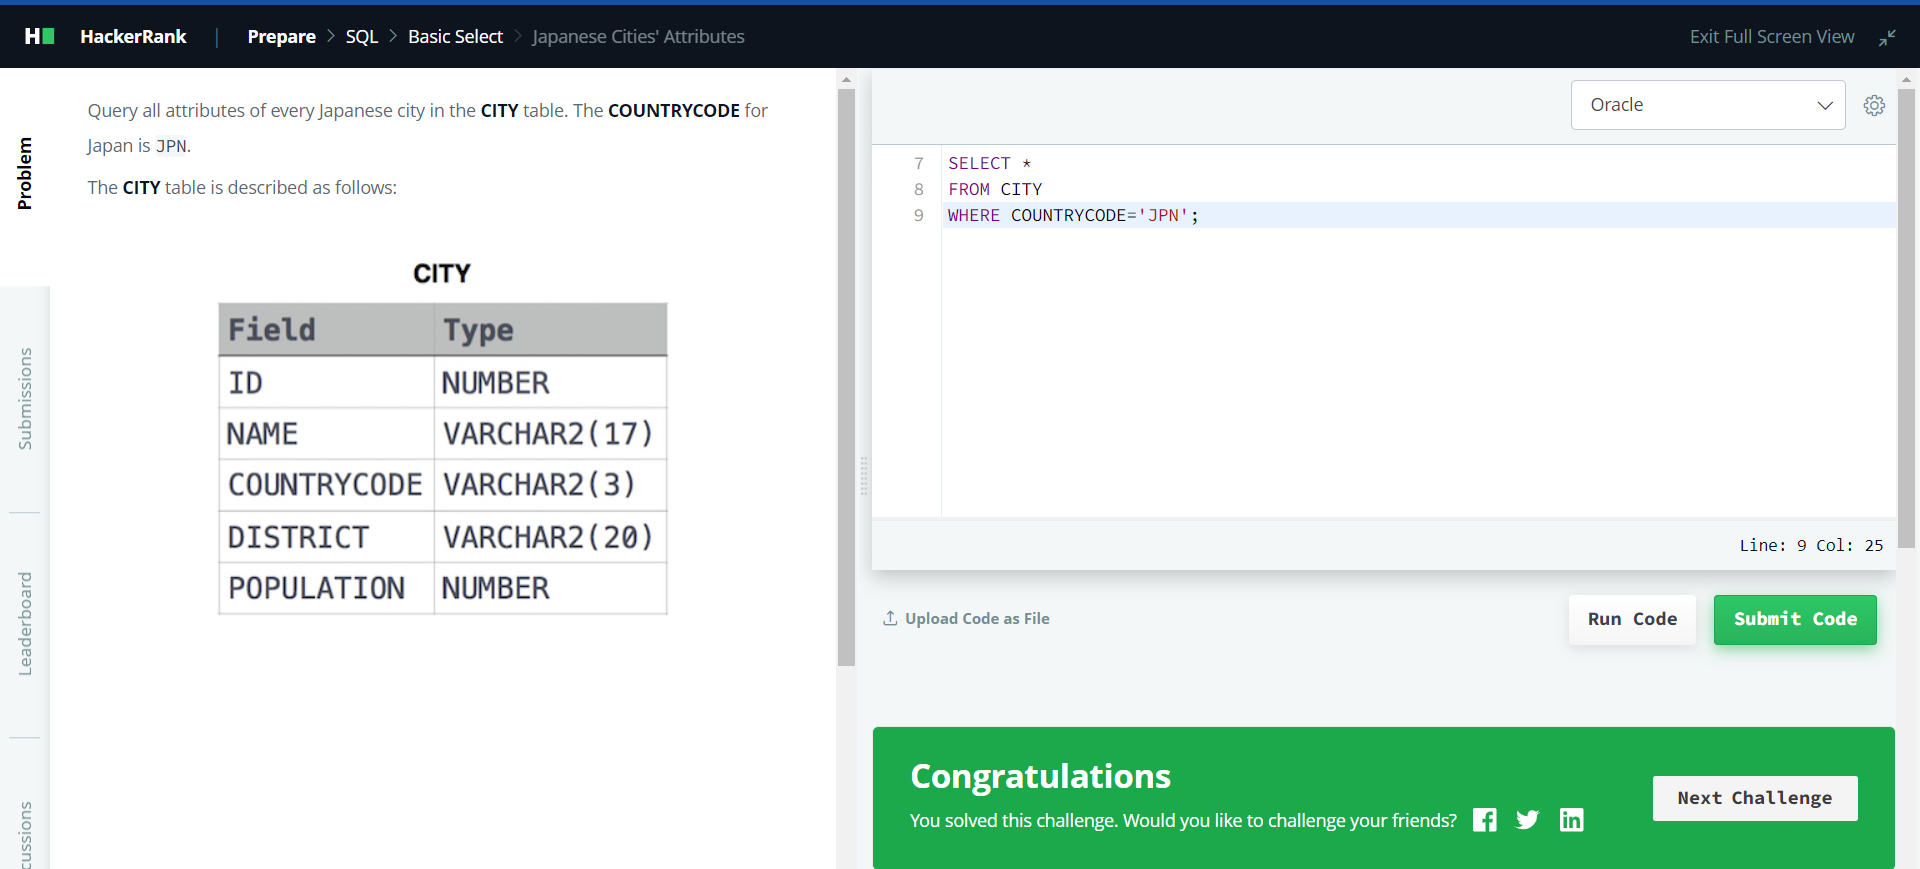 HackerRank | Prepare > SQL > Basic Select > Japanese Cities' Attributes
Exit Full Screen View
Problem
Submissions
Leaderboard
Query all attributes of every Japanese city in the CITY table. The COUNTRYCODE for
Japan is JPN.
The CITY table is described as follows:
CITY
Field Type
ID NUMBER
NAME VARCHAR2(17)
COUNTRYCODE VARCHAR2(3)
DISTRICT VARCHAR2(20)
POPULATION NUMBER
Oracle
7 SELECT *
8 FROM CITY
9 WHERE COUNTRYCODE='JPN';
Line: 9 Col: 25
Upload Code as File
Run Code
Submit Code
Congratulations
You solved this challenge. Would you like to challenge your friends?
Next Challenge